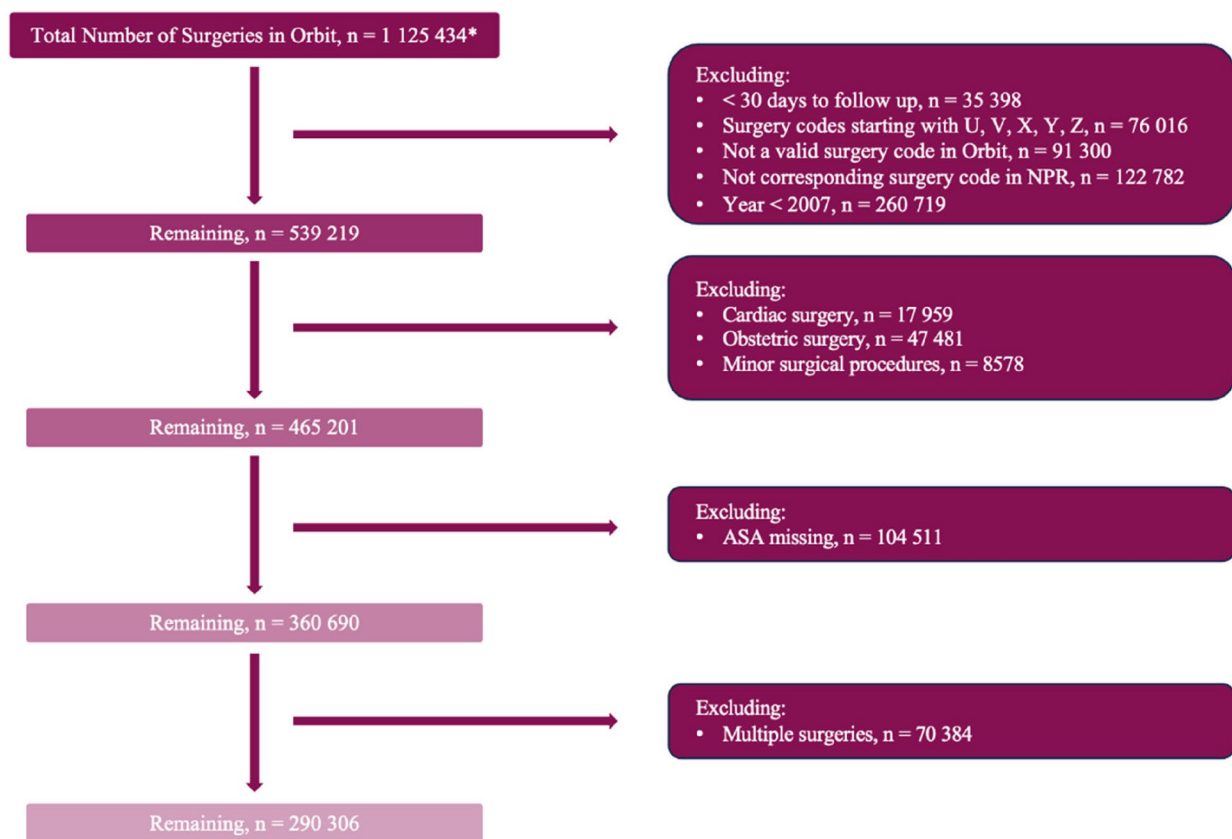 Total Number of Surgeries in Orbit, n = 1 125 434*
Excluding:
• < 30 days to follow up, n = 35 398
• Surgery codes starting with U, V, X, Y, Z, n = 76 016
• Not a valid surgery code in Orbit, n = 91 300
• Not corresponding surgery code in NPR, n = 122 782
• Year < 2007, n = 260 719
Remaining, n = 539 219
Excluding:
• Cardiac surgery, n = 17 959
• Obstetric surgery, n = 47 481
• Minor surgical procedures, n = 8578
Remaining, n = 465 201
Excluding:
• ASA missing, n = 104 511
Remaining, n = 360 690
Excluding:
• Multiple surgeries, n = 70 384
Remaining, n = 290 306